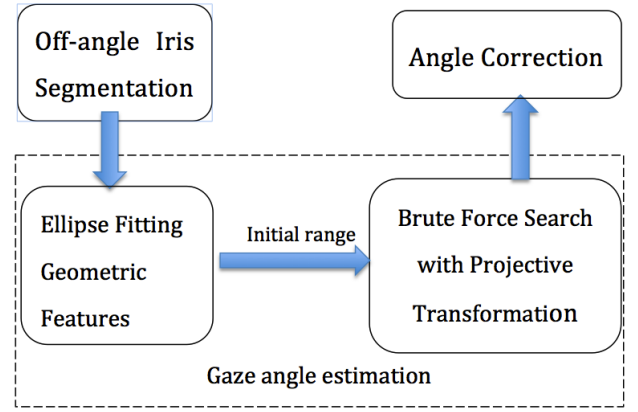 Off-angle Iris
Segmentation
Angle Correction
Ellipse Fitting
Geometric
Features
Initial range
Brute Force Search
with Projective
Transformation
Gaze angle estimation